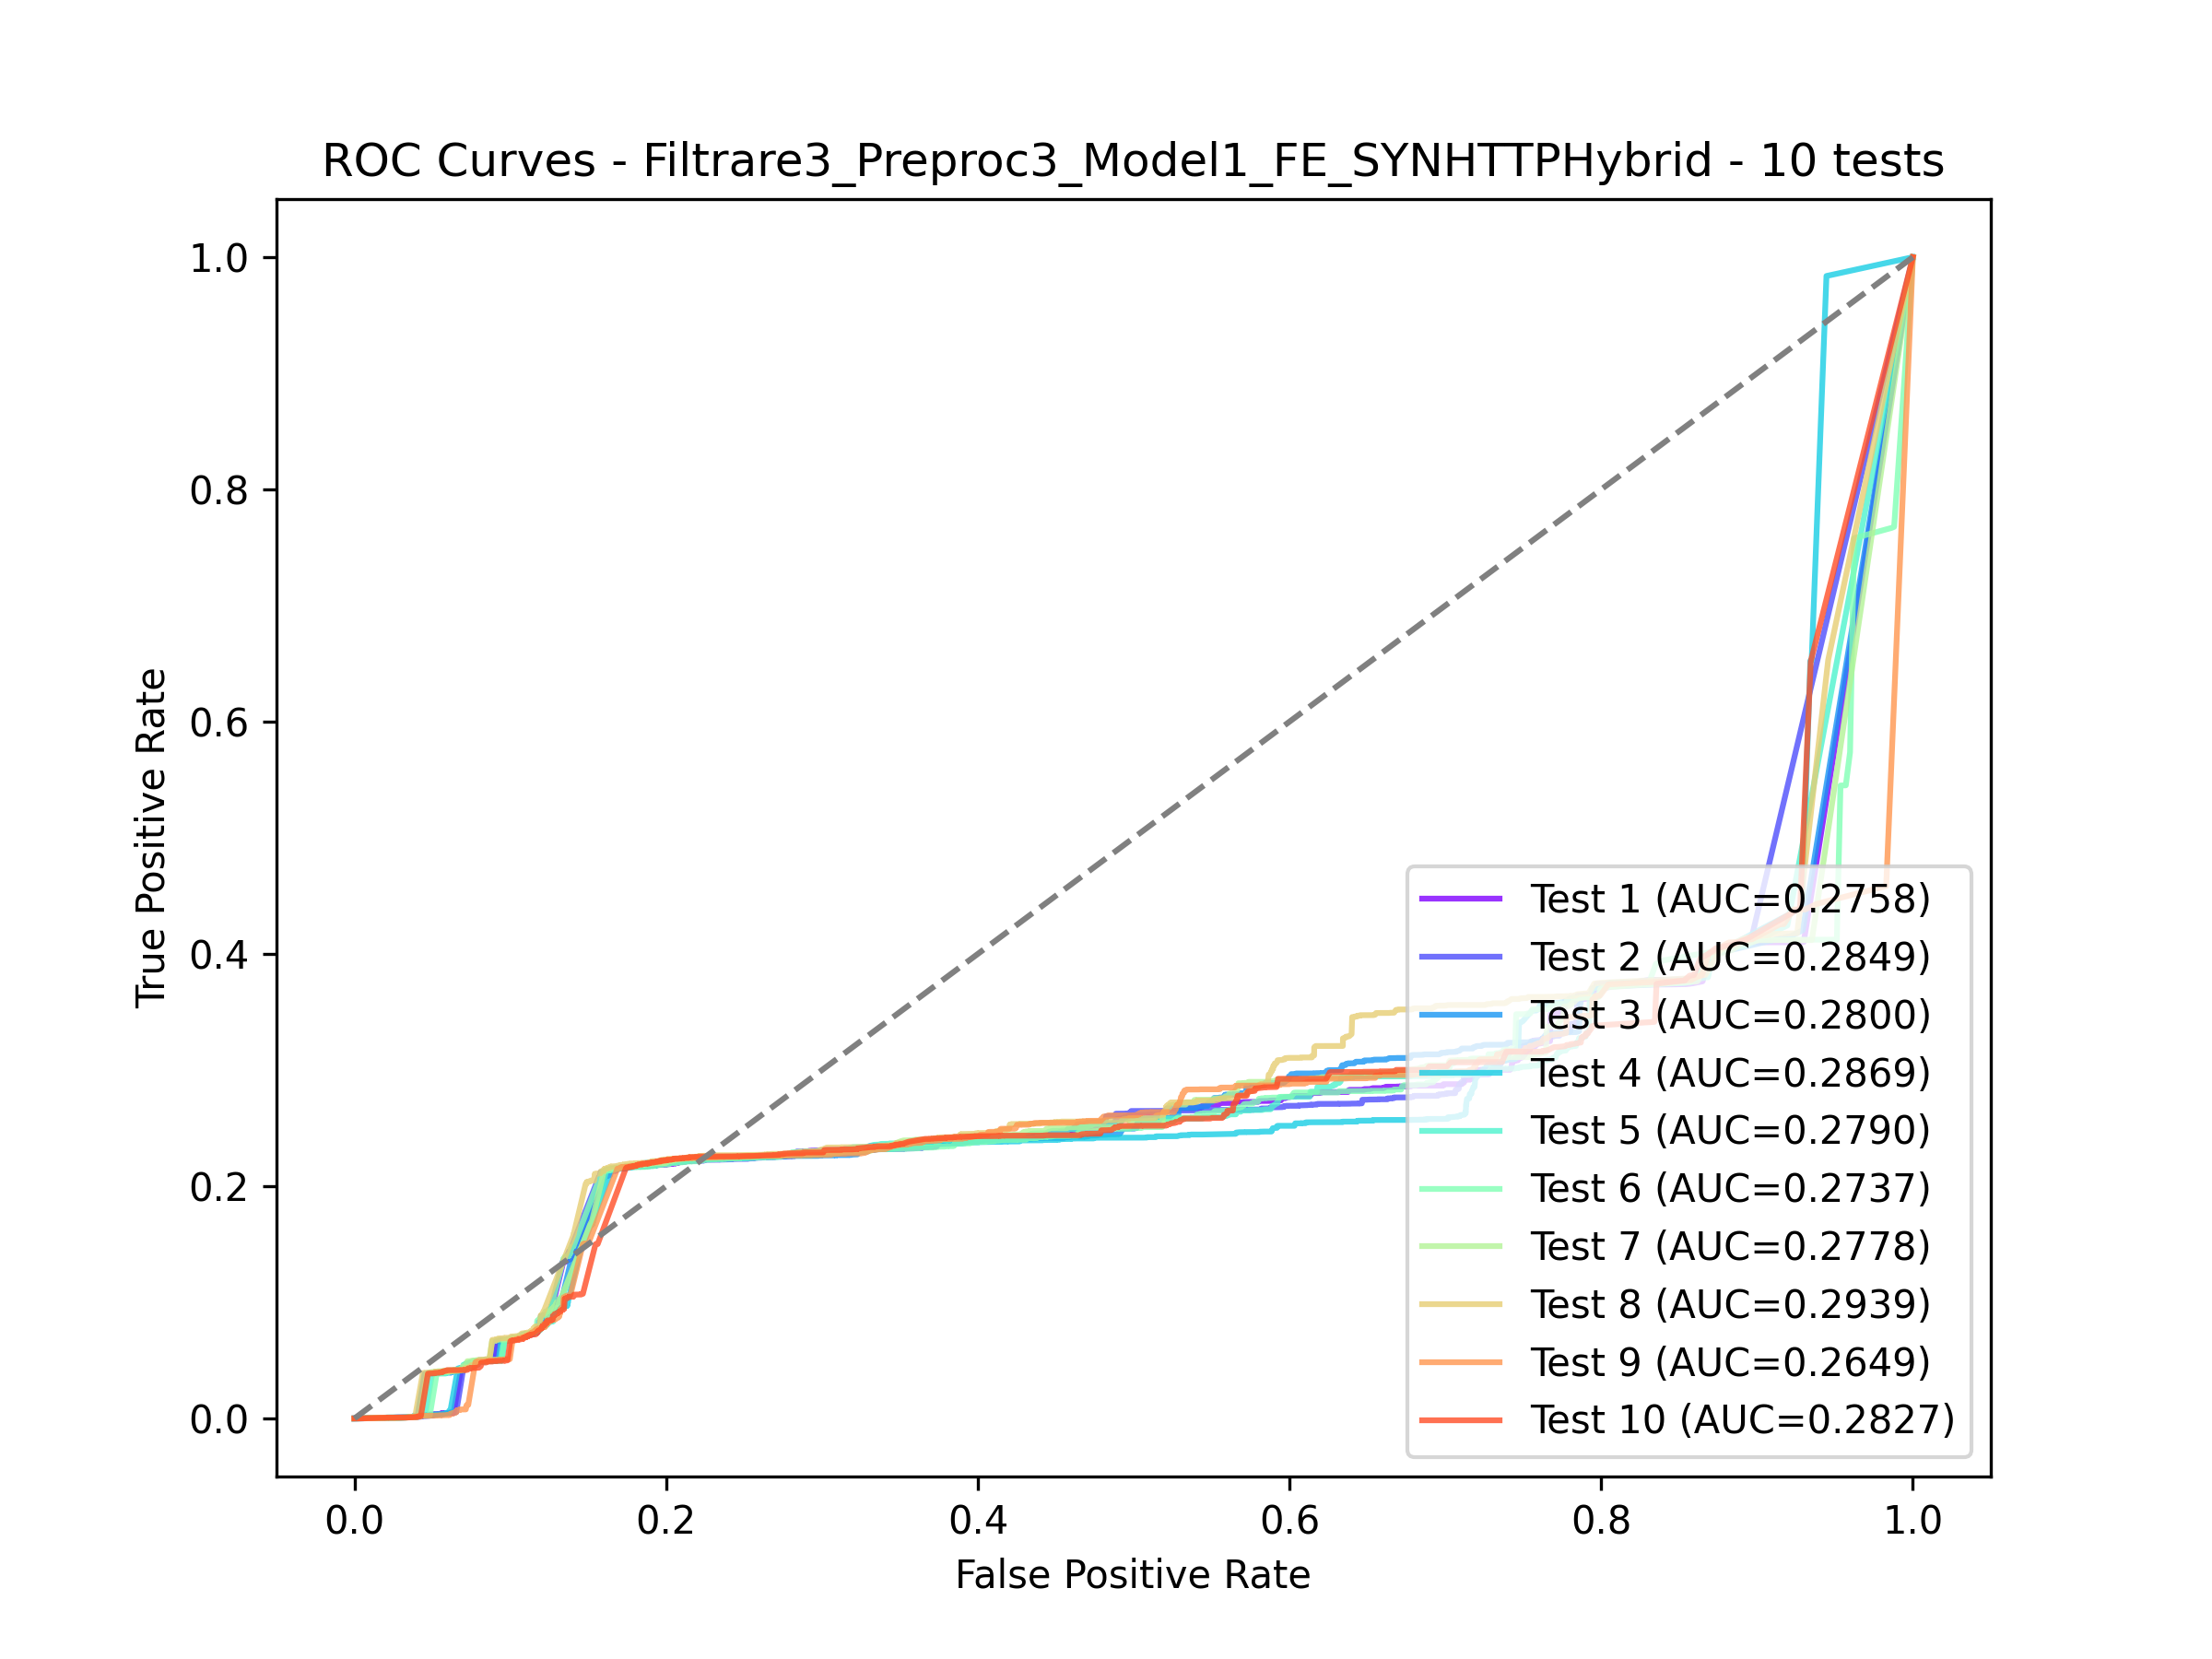 ROC Curves - Filtrare3_Preproc3_Model1_FE_SYNHTTPHybrid - 10 tests
True Positive Rate
1.0
0.8
0.6
0.4
0.2
0.0
Test 1 (AUC=0.2758)
Test 2 (AUC=0.2849)
Test 3 (AUC=0.2800)
Test 4 (AUC=0.2869)
Test 5 (AUC=0.2790)
Test 6 (AUC=0.2737)
Test 7 (AUC=0.2778)
Test 8 (AUC=0.2939)
Test 9 (AUC=0.2649)
Test 10 (AUC=0.2827)
0.0 0.2 0.4 0.6 0.8 1.0
False Positive Rate